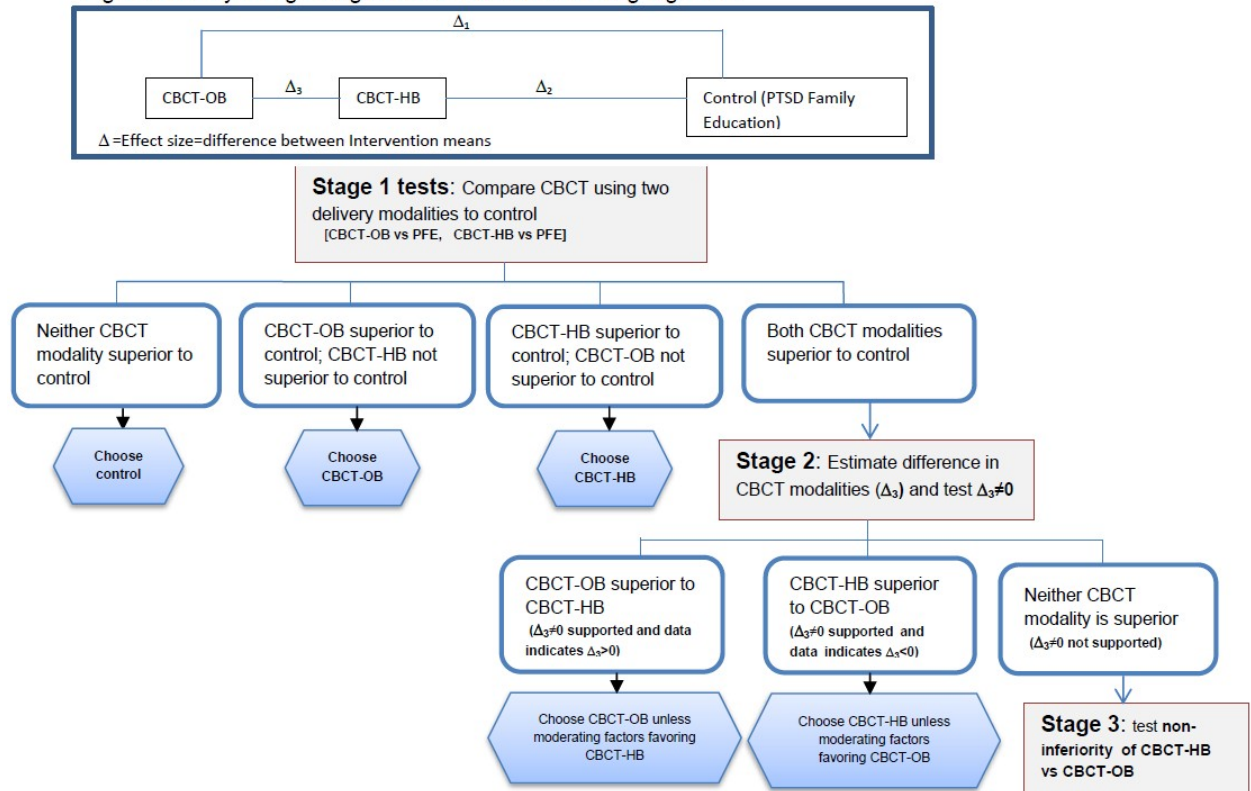 Δ₁
CBCT-OB
Δ₃
CBCT-HB
Δ₂
Control (PTSD Family
Education)
Δ =Effect size=difference between Intervention means
Stage 1 tests: Compare CBCT using two
delivery modalities to control
[CBCT-OB vs PFE, CBCT-HB vs PFE]
Neither CBCT
modality superior to
control
CBCT-OB superior to
control; CBCT-HB not
superior to control
CBCT-HB superior to
control; CBCT-OB not
superior to control
Both CBCT modalities
superior to control
Choose
control
Choose
CBCT-OB
Choose
CBCT-HB
Stage 2: Estimate difference in
CBCT modalities (Δ₃) and test Δ₃≠0
CBCT-OB superior to
CBCT-HB
(Δ₃≠0 supported and data
indicates Δ₃>0)
CBCT-HB superior
to CBCT-OB
(Δ₃≠0 supported and
data indicates Δ₃<0)
Neither CBCT
modality is superior
(Δ₃≠0 not supported)
Choose CBCT-OB unless
moderating factors favoring
CBCT-HB
Choose CBCT-HB unless
moderating factors
favoring CBCT-OB
Stage 3: test non-
inferiority of CBCT-HB
vs CBCT-OB